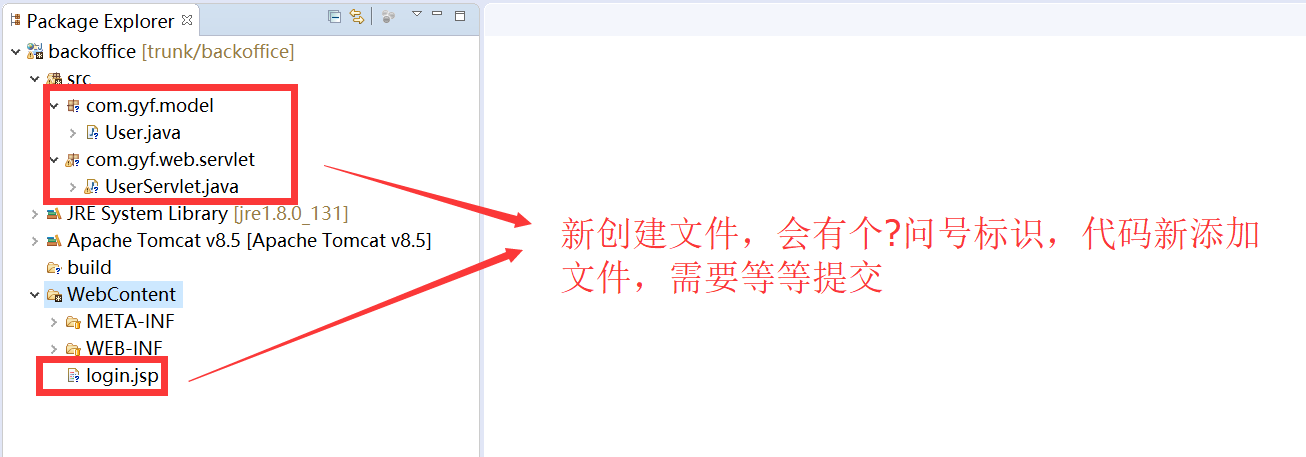 Package Explorer
backoffice [trunk/backoffice]
src
com.gyf.model
User.java
com.gyf.web.servlet
UserServlet.java
JRE System Library [jre1.8.0_131]
Apache Tomcat v8.5 [Apache Tomcat v8.5]
build
WebContent
META-INF
WEB-INF
login.jsp
新创建文件，会有个?问号标识，代码新添加
文件，需要等等提交